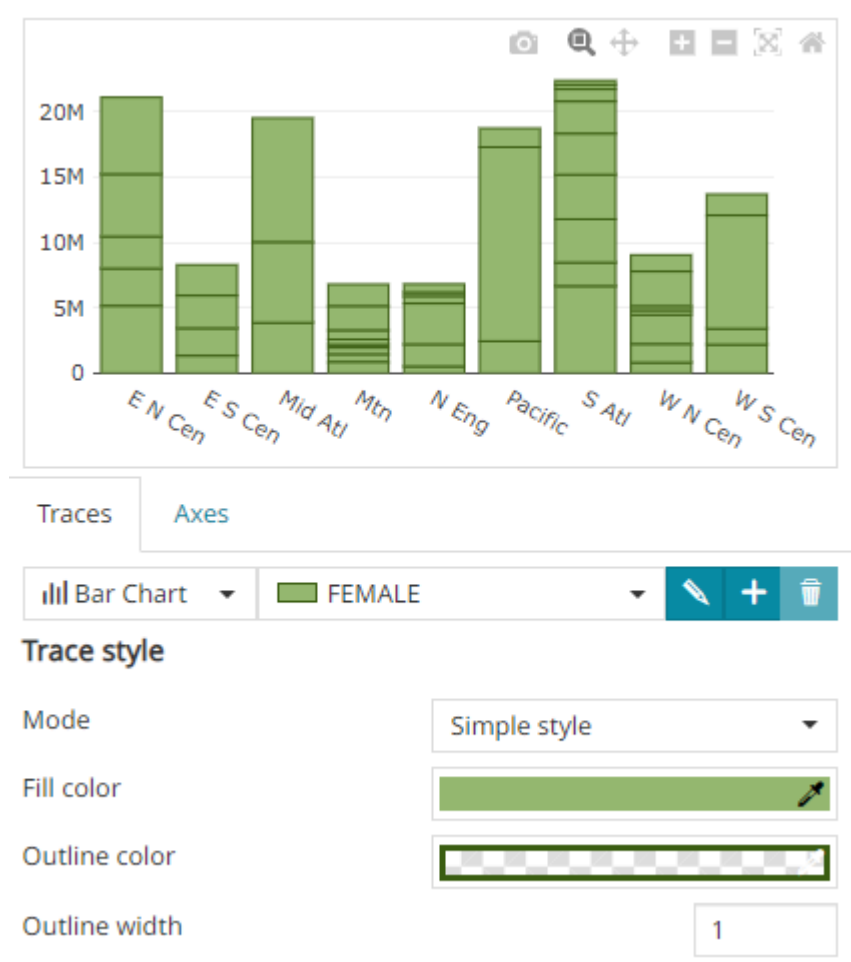 20M
15M
10M
5M
0
E N Cen
E S Cen
Mid Atl
Mtn
N Eng
Pacific
S Atl
W N Cen
W S Cen
Traces Axes
Bar Chart FEMALE
Trace style
Mode Simple style
Fill color
Outline color
Outline width 1